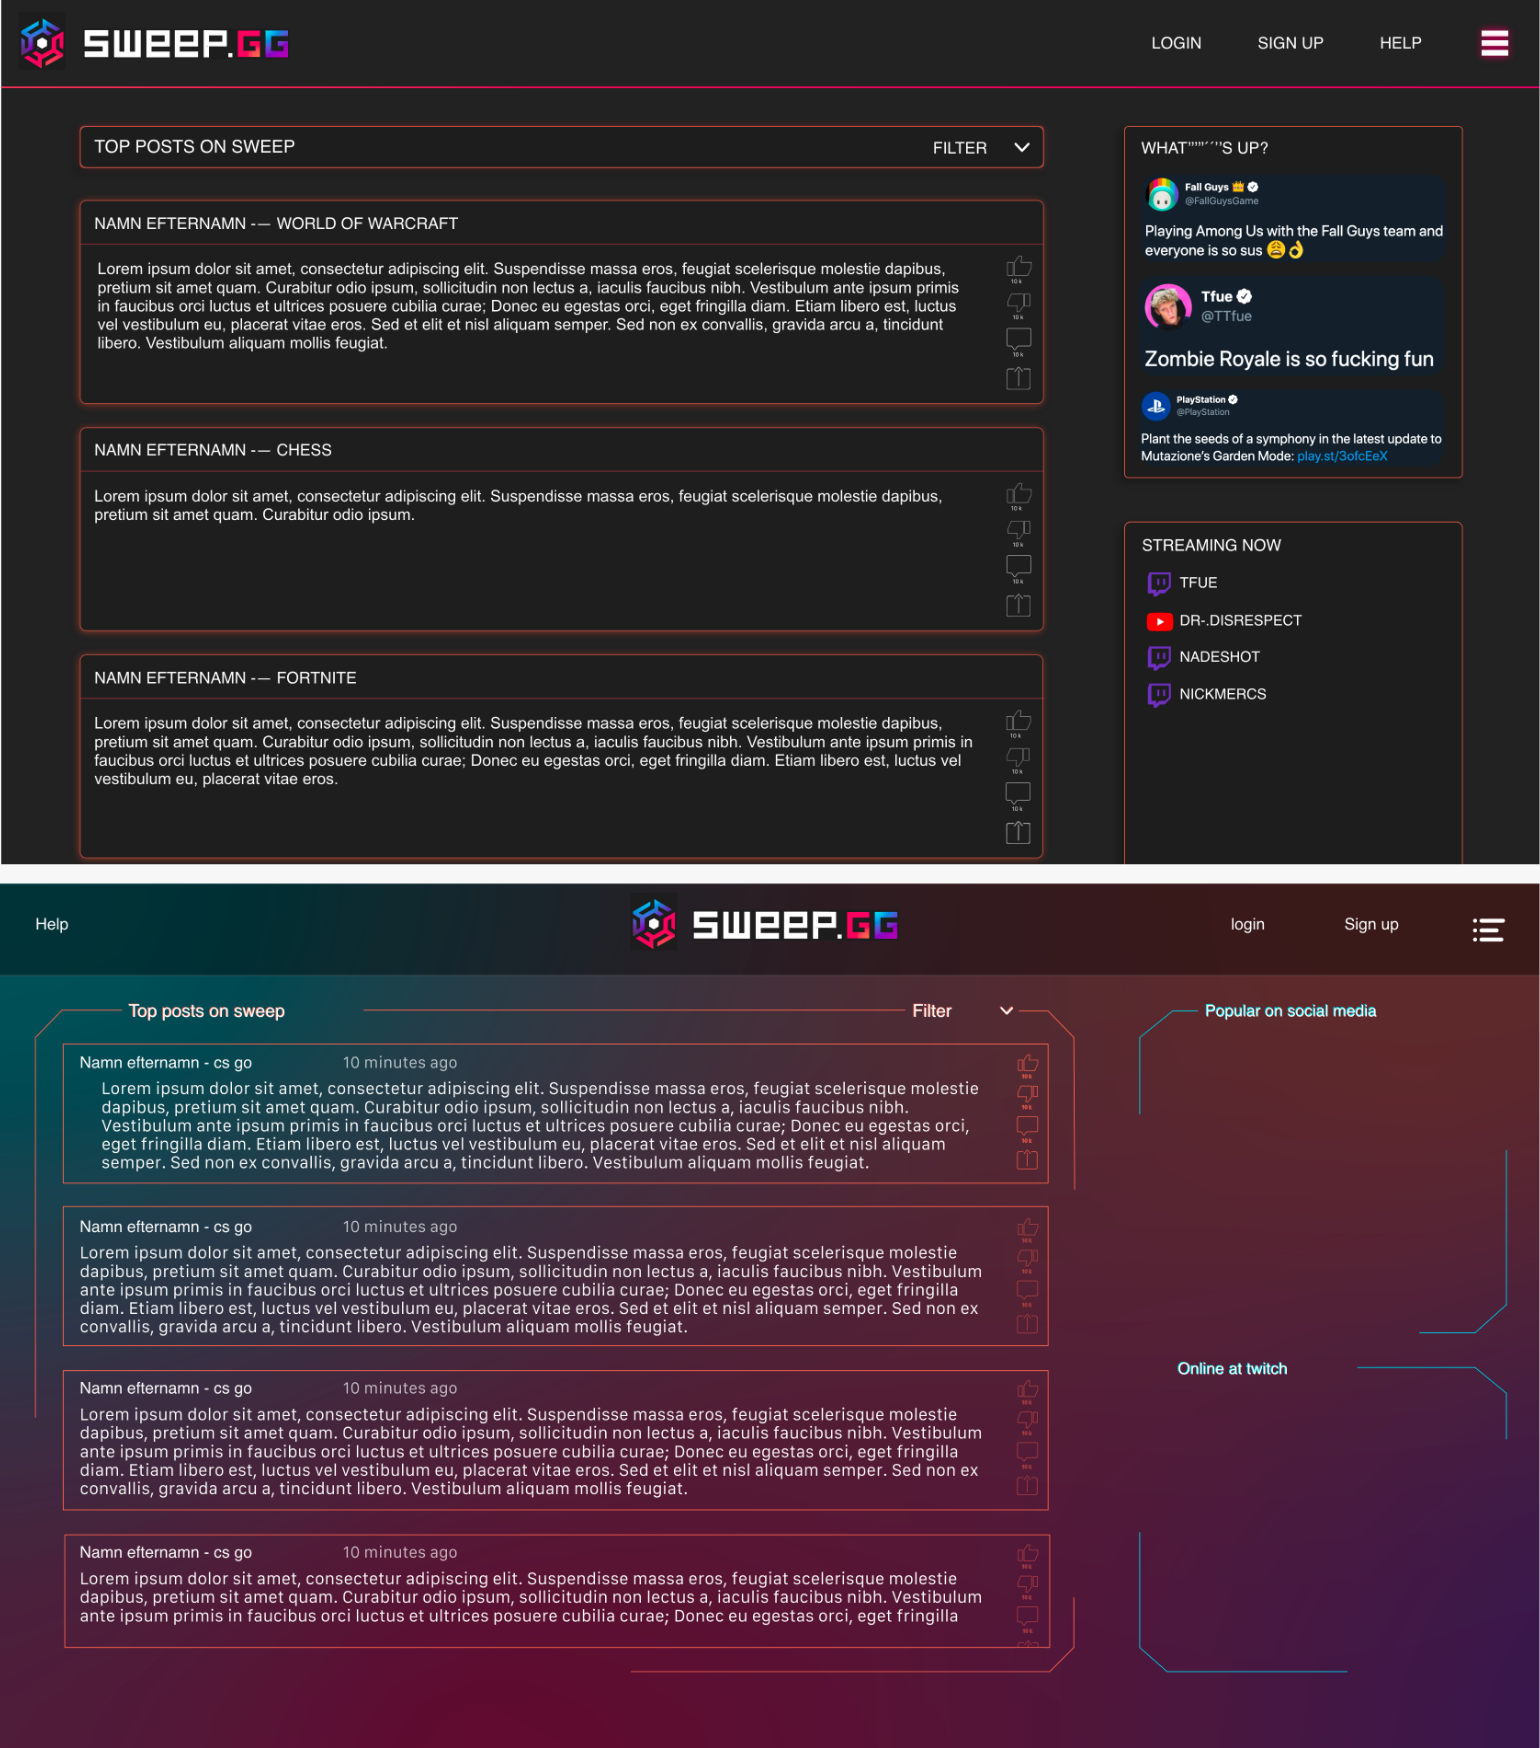 SWEEP.GG
LOGIN SIGN UP HELP
TOP POSTS ON SWEEP FILTER
NAMN EFTERNAMN -— WORLD OF WARCRAFT
Lorem ipsum dolor sit amet, consectetur adipiscing elit. Suspendisse massa eros, feugiat scelerisque molestie dapibus,
pretium sit amet quam. Curabitur odio ipsum, sollicitudin non lectus a, iaculis faucibus nibh. Vestibulum ante ipsum primis
in faucibus orci luctus et ultrices posuere cubilia curae; Donec eu egestas orci, eget fringilla diam. Etiam libero est, luctus
vel vestibulum eu, placerat vitae eros. Sed et elit et nisl aliquam semper. Sed non ex convallis, gravida arcu a, tincidunt
libero. Vestibulum aliquam mollis feugiat.
10 k
10 k
10 k
NAMN EFTERNAMN -— CHESS
Lorem ipsum dolor sit amet, consectetur adipiscing elit. Suspendisse massa eros, feugiat scelerisque molestie dapibus,
pretium sit amet quam. Curabitur odio ipsum.
10 k
10 k
10 k
NAMN EFTERNAMN -— FORTNITE
Lorem ipsum dolor sit amet, consectetur adipiscing elit. Suspendisse massa eros, feugiat scelerisque molestie dapibus,
pretium sit amet quam. Curabitur odio ipsum, sollicitudin non lectus a, iaculis faucibus nibh. Vestibulum ante ipsum primis in
faucibus orci luctus et ultrices posuere cubilia curae; Donec eu egestas orci, eget fringilla diam. Etiam libero est, luctus vel
vestibulum eu, placerat vitae eros.
10 k
10 k
10 k
WHAT"""´´''S UP?
Fall Guys 👑
@FallGuysGame
Playing Among Us with the Fall Guys team and
everyone is so sus 😩👌
Tfue
@TTfue
Zombie Royale is so fucking fun
PlayStation
@PlayStation
Plant the seeds of a symphony in the latest update to
Mutazione's Garden Mode: play.st/3ofcEeX
STREAMING NOW
TFUE
DR-.DISRESPECT
NADESHOT
NICKMERCS
Help SWEEP.GG login Sign up
Top posts on sweep Filter
Namn efternamn - cs go 10 minutes ago
Lorem ipsum dolor sit amet, consectetur adipiscing elit. Suspendisse massa eros, feugiat scelerisque molestie
dapibus, pretium sit amet quam. Curabitur odio ipsum, sollicitudin non lectus a, iaculis faucibus nibh.
Vestibulum ante ipsum primis in faucibus orci luctus et ultrices posuere cubilia curae; Donec eu egestas orci,
eget fringilla diam. Etiam libero est, luctus vel vestibulum eu, placerat vitae eros. Sed et elit et nisl aliquam
semper. Sed non ex convallis, gravida arcu a, tincidunt libero. Vestibulum aliquam mollis feugiat.
10 k
10 k
10 k
Namn efternamn - cs go 10 minutes ago
Lorem ipsum dolor sit amet, consectetur adipiscing elit. Suspendisse massa eros, feugiat scelerisque molestie
dapibus, pretium sit amet quam. Curabitur odio ipsum, sollicitudin non lectus a, iaculis faucibus nibh. Vestibulum
ante ipsum primis in faucibus orci luctus et ultrices posuere cubilia curae; Donec eu egestas orci, eget fringilla
diam. Etiam libero est, luctus vel vestibulum eu, placerat vitae eros. Sed et elit et nisl aliquam semper. Sed non ex
convallis, gravida arcu a, tincidunt libero. Vestibulum aliquam mollis feugiat.
10 k
10 k
10 k
Namn efternamn - cs go 10 minutes ago
Lorem ipsum dolor sit amet, consectetur adipiscing elit. Suspendisse massa eros, feugiat scelerisque molestie
dapibus, pretium sit amet quam. Curabitur odio ipsum, sollicitudin non lectus a, iaculis faucibus nibh. Vestibulum
ante ipsum primis in faucibus orci luctus et ultrices posuere cubilia curae; Donec eu egestas orci, eget fringilla
diam. Etiam libero est, luctus vel vestibulum eu, placerat vitae eros. Sed et elit et nisl aliquam semper. Sed non ex
convallis, gravida arcu a, tincidunt libero. Vestibulum aliquam mollis feugiat.
10 k
10 k
10 k
Namn efternamn - cs go 10 minutes ago
Lorem ipsum dolor sit amet, consectetur adipiscing elit. Suspendisse massa eros, feugiat scelerisque molestie
dapibus, pretium sit amet quam. Curabitur odio ipsum, sollicitudin non lectus a, iaculis faucibus nibh. Vestibulum
ante ipsum primis in faucibus orci luctus et ultrices posuere cubilia curae; Donec eu egestas orci, eget fringilla
10 k
10 k
10 k
Popular on social media
Online at twitch